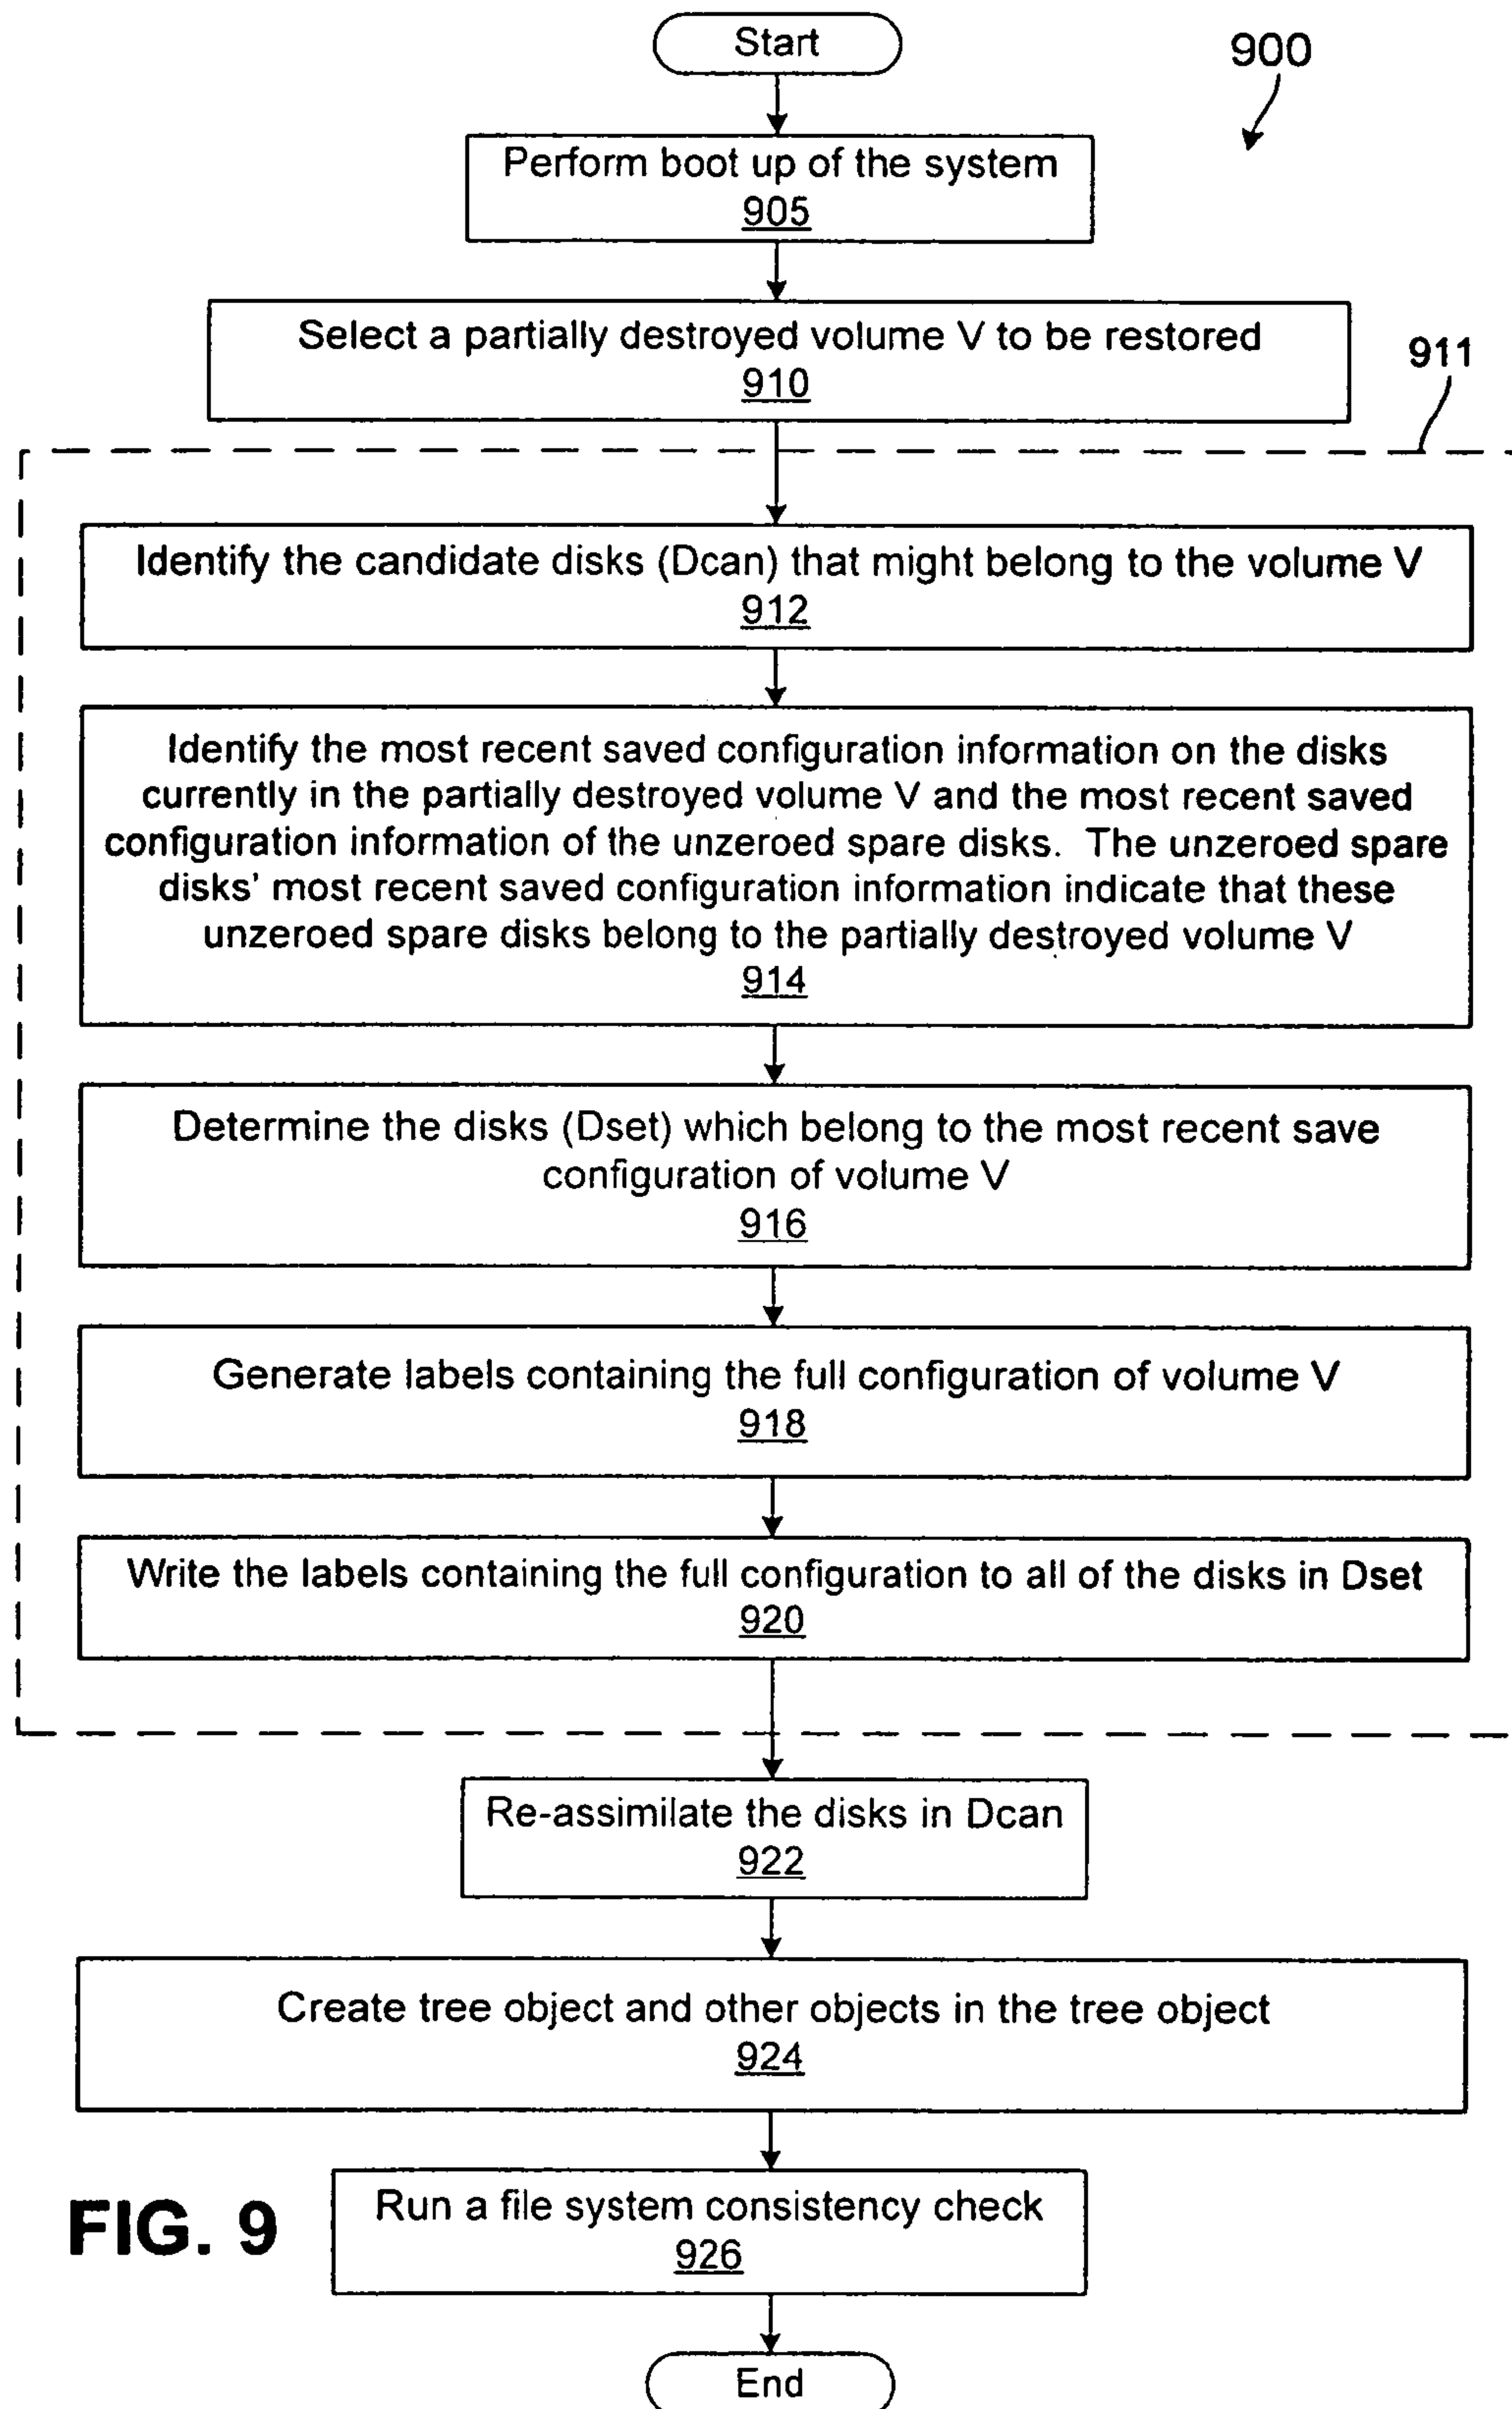 Start
900
Perform boot up of the system
905
Select a partially destroyed volume V to be restored
910
911
Identify the candidate disks (Dcan) that might belong to the volume V
912
Identify the most recent saved configuration information on the disks
currently in the partially destroyed volume V and the most recent saved
configuration information of the unzeroed spare disks. The unzeroed spare
disks' most recent saved configuration information indicate that these
unzeroed spare disks belong to the partially destroyed volume V
914
Determine the disks (Dset) which belong to the most recent save
configuration of volume V
916
Generate labels containing the full configuration of volume V
918
Write the labels containing the full configuration to all of the disks in Dset
920
Re-assimilate the disks in Dcan
922
Create tree object and other objects in the tree object
924
Run a file system consistency check
926
FIG. 9
End